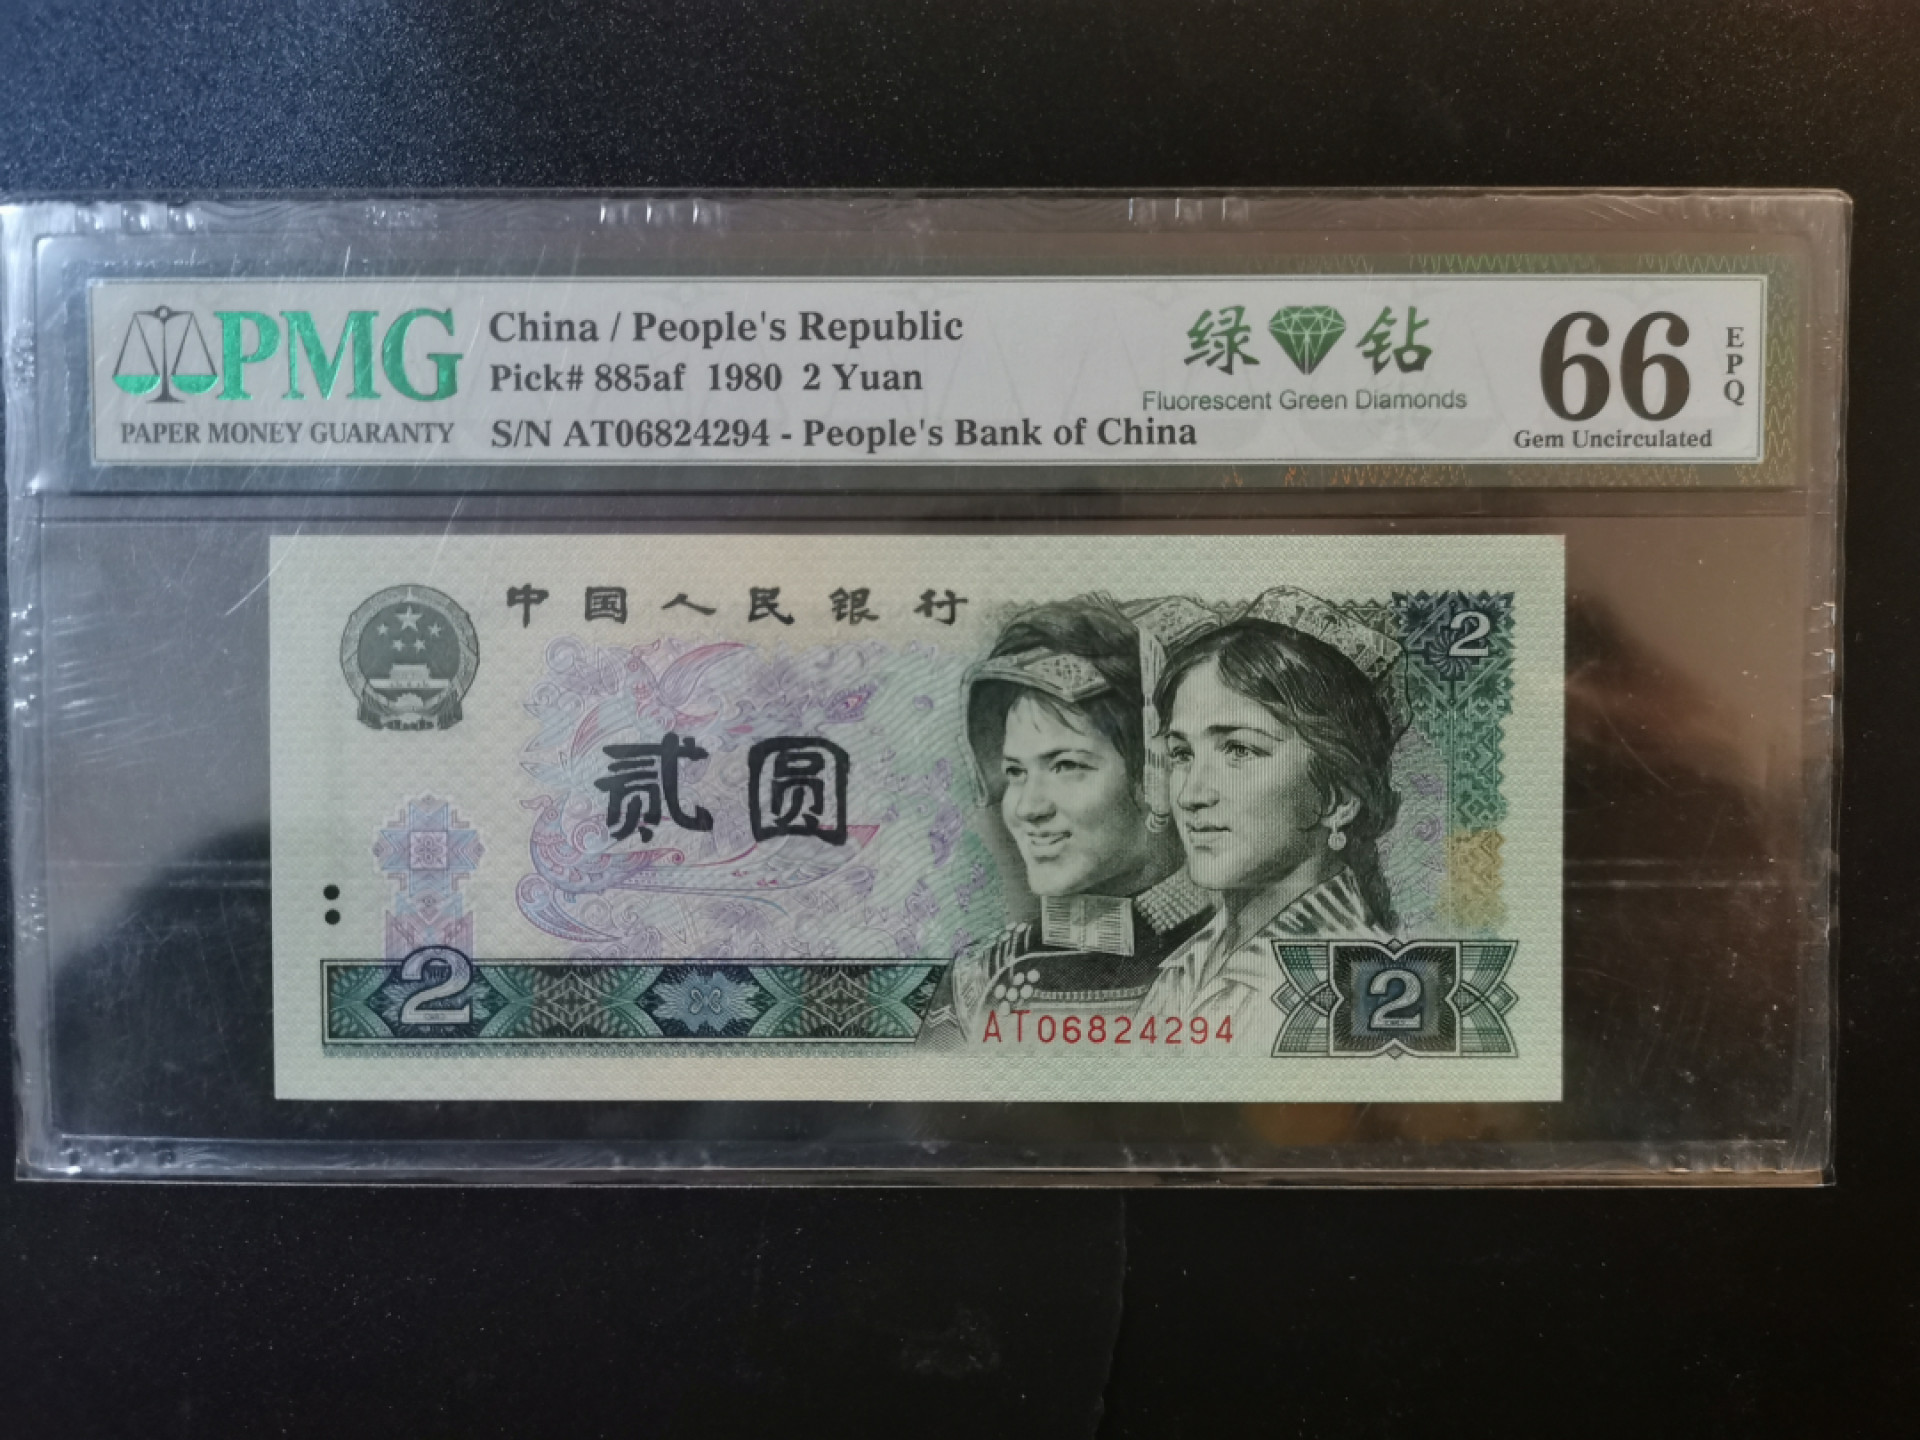 PMG
PAPER MONEY GUARANTY
China / People's Republic
Pick# 885af 1980 2 Yuan
S/N AT06824294 - People's Bank of China
绿钻
Fluorescent Green Diamonds
66
EPQ
Gem Uncirculated
中国人民银行
2
贰圆
2
AT06824294
2